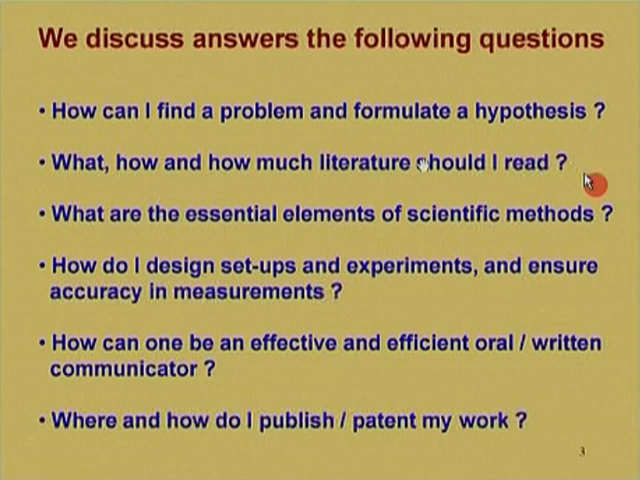 We discuss answers the following questions
• How can I find a problem and formulate a hypothesis ?
• What, how and how much literature should I read ?
• What are the essential elements of scientific methods ?
• How do I design set-ups and experiments, and ensure
accuracy in measurements ?
• How can one be an effective and efficient oral / written
communicator ?
• Where and how do I publish / patent my work ?
3